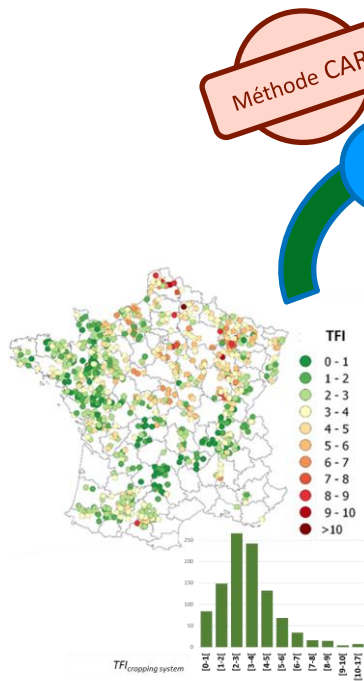 Méthode CAR
TFI
0 - 1
1 - 2
2 - 3
3 - 4
4 - 5
5 - 6
6 - 7
7 - 8
8 - 9
9 - 10
>10
250
200
150
100
50
0
[0-1[
[1-2[
[2-3[
[3-4[
[4-5[
[5-6[
[6-7[
[7-8[
[8-9[
[9-10[
[10-17[
TFI cropping system